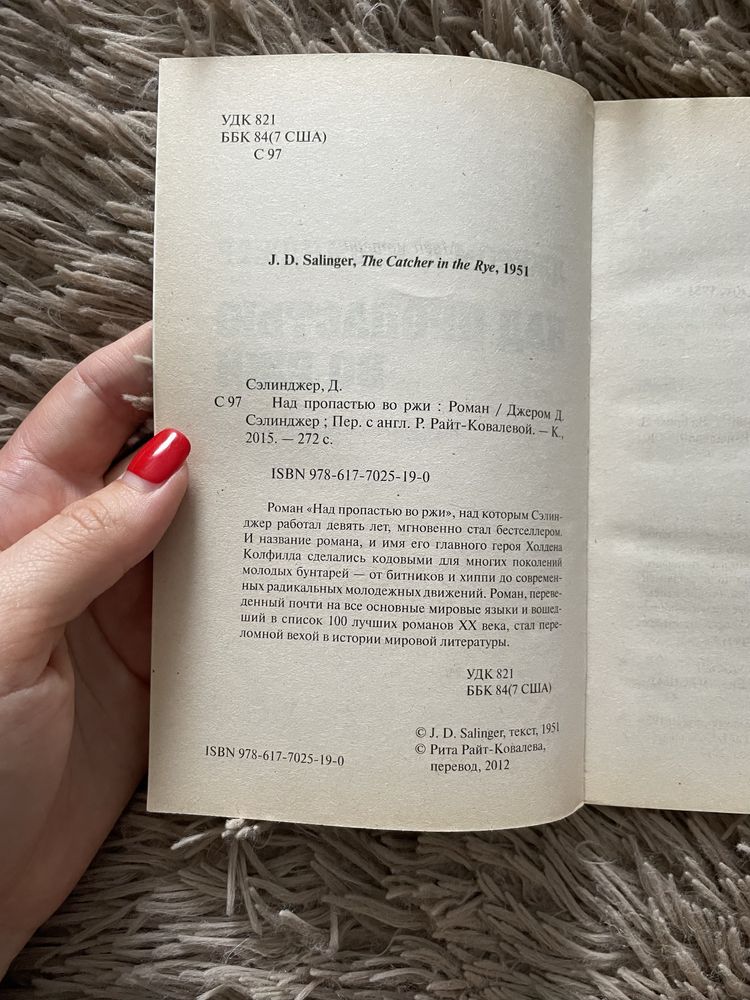 УДК 821
ББК 84(7 США)
С 97
J. D. Salinger, The Catcher in the Rye, 1951
Сэлинджер, Д.
С 97 Над пропастью во ржи : Роман / Джером Д.
Сэлинджер ; Пер. с англ. Р. Райт-Ковалевой. — К.,
2015. — 272 с.
ISBN 978-617-7025-19-0
Роман «Над пропастью во ржи», над которым Сэлин-
джер работал девять лет, мгновенно стал бестселлером.
И название романа, и имя его главного героя Холдена
Колфилда сделались кодовыми для многих поколений
молодых бунтарей — от битников и хиппи до современ-
ных радикальных молодежных движений. Роман, переве-
денный почти на все основные мировые языки и вошед-
ший в список 100 лучших романов XX века, стал пере-
ломной вехой в истории мировой литературы.
УДК 821
ББК 84(7 США)
© J. D. Salinger, текст, 1951
© Рита Райт-Ковалева,
перевод, 2012
ISBN 978-617-7025-19-0